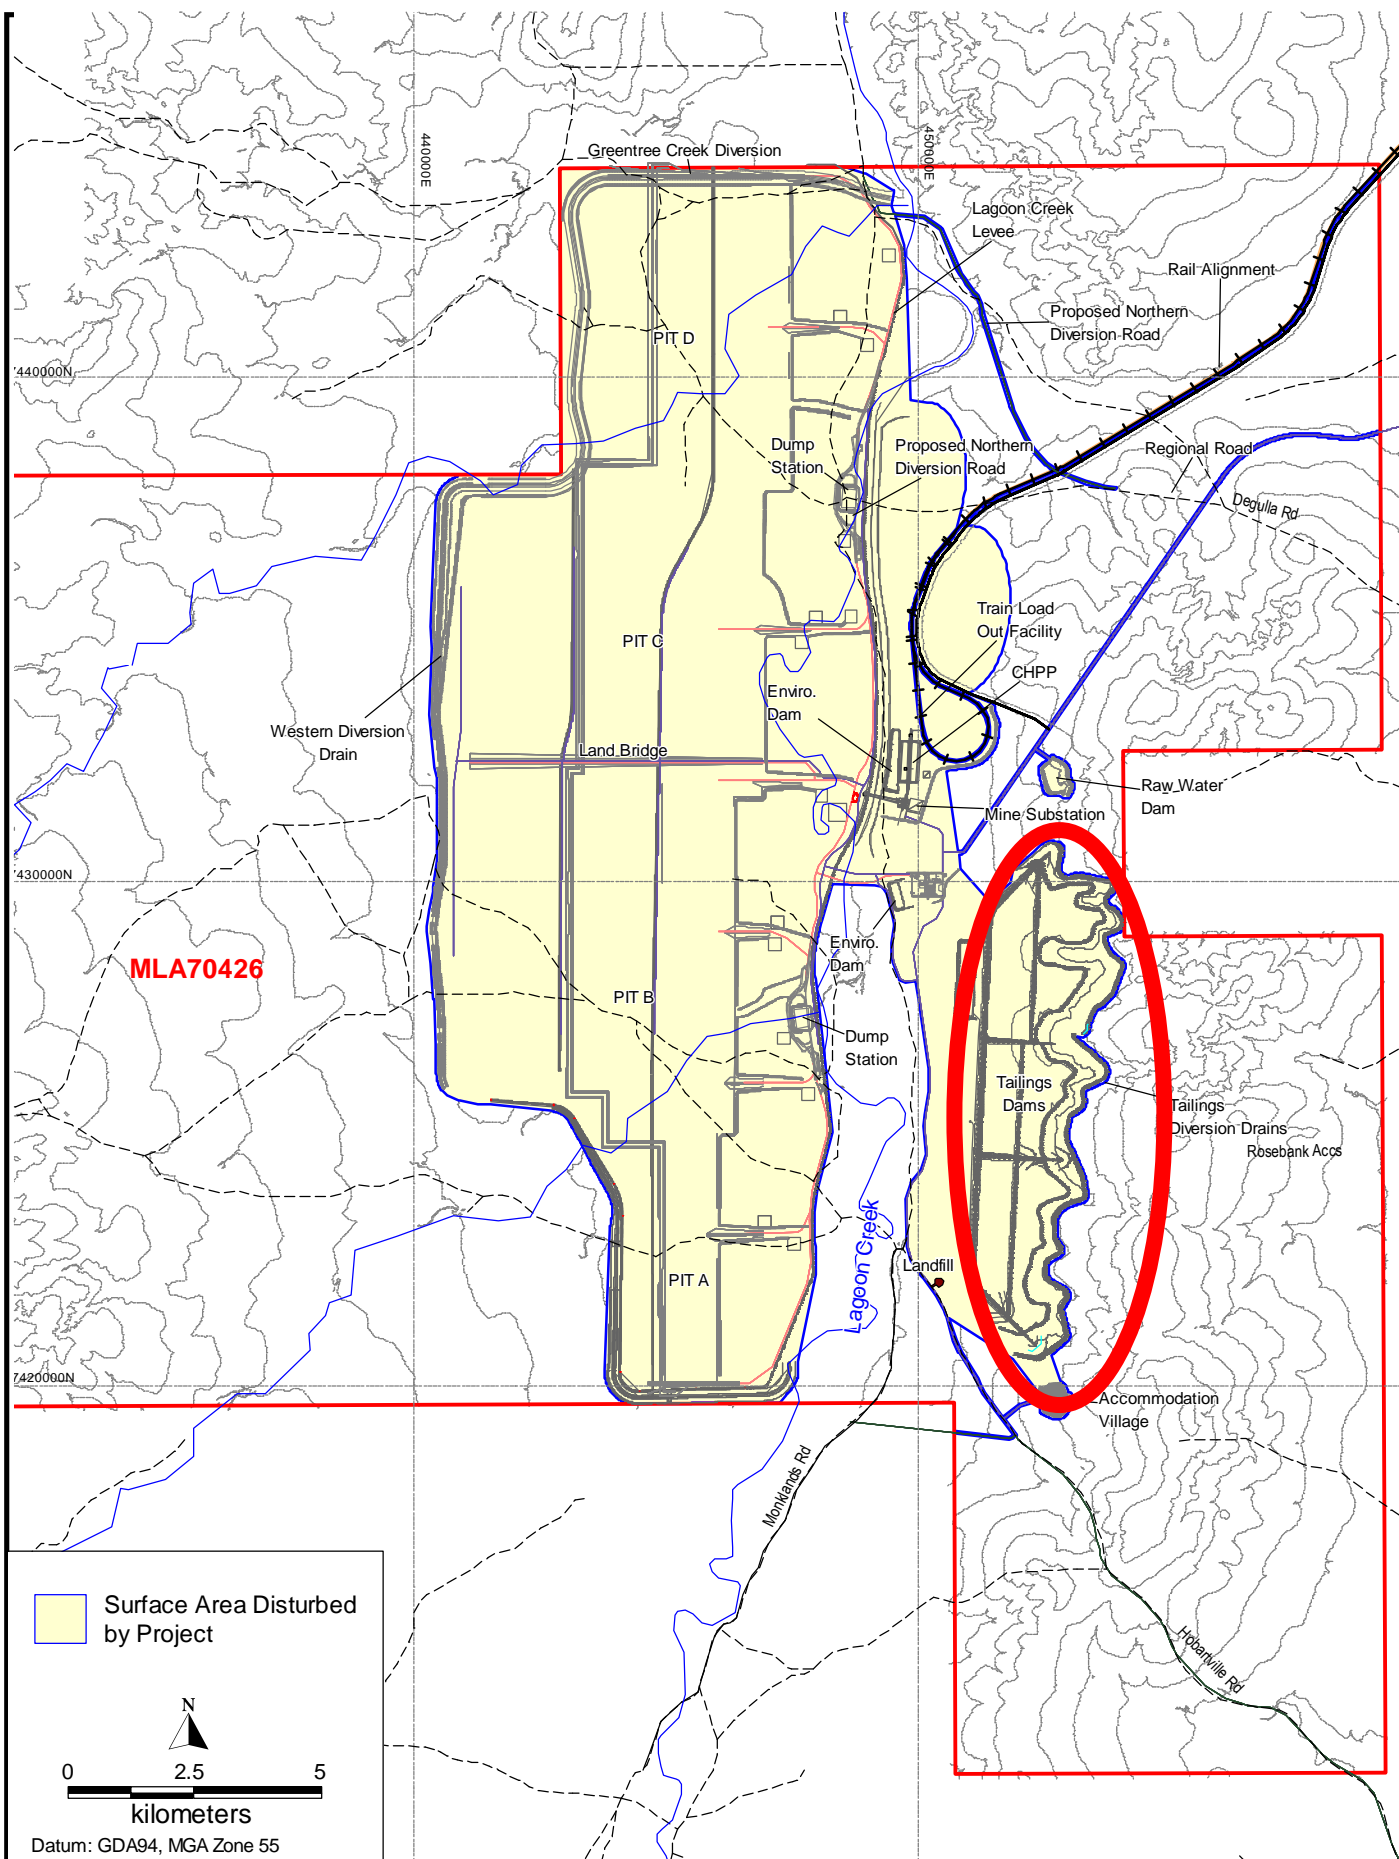 440000E
450000E
Greentree Creek Diversion
Lagoon Creek
Levee
Rail Alignment
Proposed Northern
Diversion Road
PIT D
7440000N
Dump
Station
Proposed Northern
Diversion Road
Regional Road
Degulla Rd
Train Load
Out Facility
PIT C
CHPP
Enviro.
Dam
Western Diversion
Drain
Land Bridge
Raw Water
Dam
Mine Substation
7430000N
Enviro.
Dam
MLA70426
PIT B
Dump
Station
Tailings
Dams
Tailings
Diversion Drains
Rosebank Accs
Lagoon Creek
Landfill
PIT A
7420000N
Accommodation
Village
Monklands Rd
Hobartville Rd
Surface Area Disturbed
by Project
N
0 2.5 5
kilometers
Datum: GDA94, MGA Zone 55